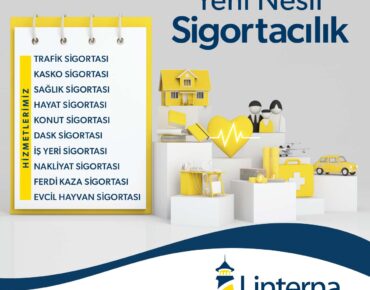 Yeni Nesil
Sigortacılık
HİZMETLERİMİZ
TRAFİK SİGORTASI
KASKO SİGORTASI
SAĞLIK SİGORTASI
HAYAT SİGORTASI
KONUT SİGORTASI
DASK SİGORTASI
İŞ YERİ SİGORTASI
NAKLİYAT SİGORTASI
FERDİ KAZA SİGORTASI
EVCİL HAYVAN SİGORTASI
Linterna